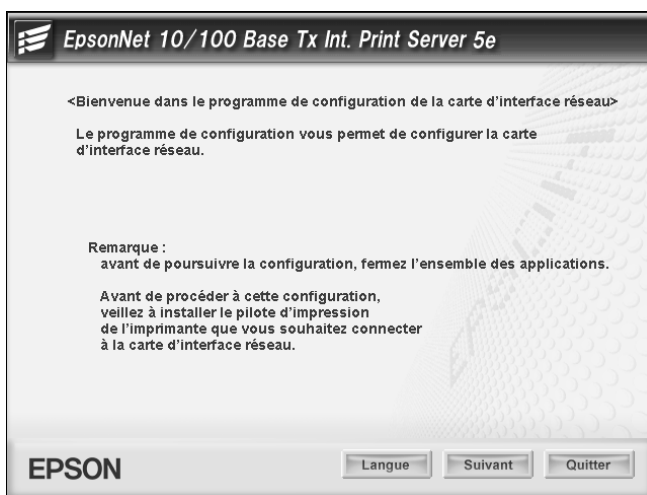 EpsonNet 10/100 Base Tx Int. Print Server 5e
<Bienvenue dans le programme de configuration de la carte d'interface réseau>
Le programme de configuration vous permet de configurer la carte
d'interface réseau.
Remarque :
avant de poursuivre la configuration, fermez l'ensemble des applications.
Avant de procéder à cette configuration,
veillez à installer le pilote d'impression
de l'imprimante que vous souhaitez connecter
à la carte d'interface réseau.
EPSON
Langue
Suivant
Quitter